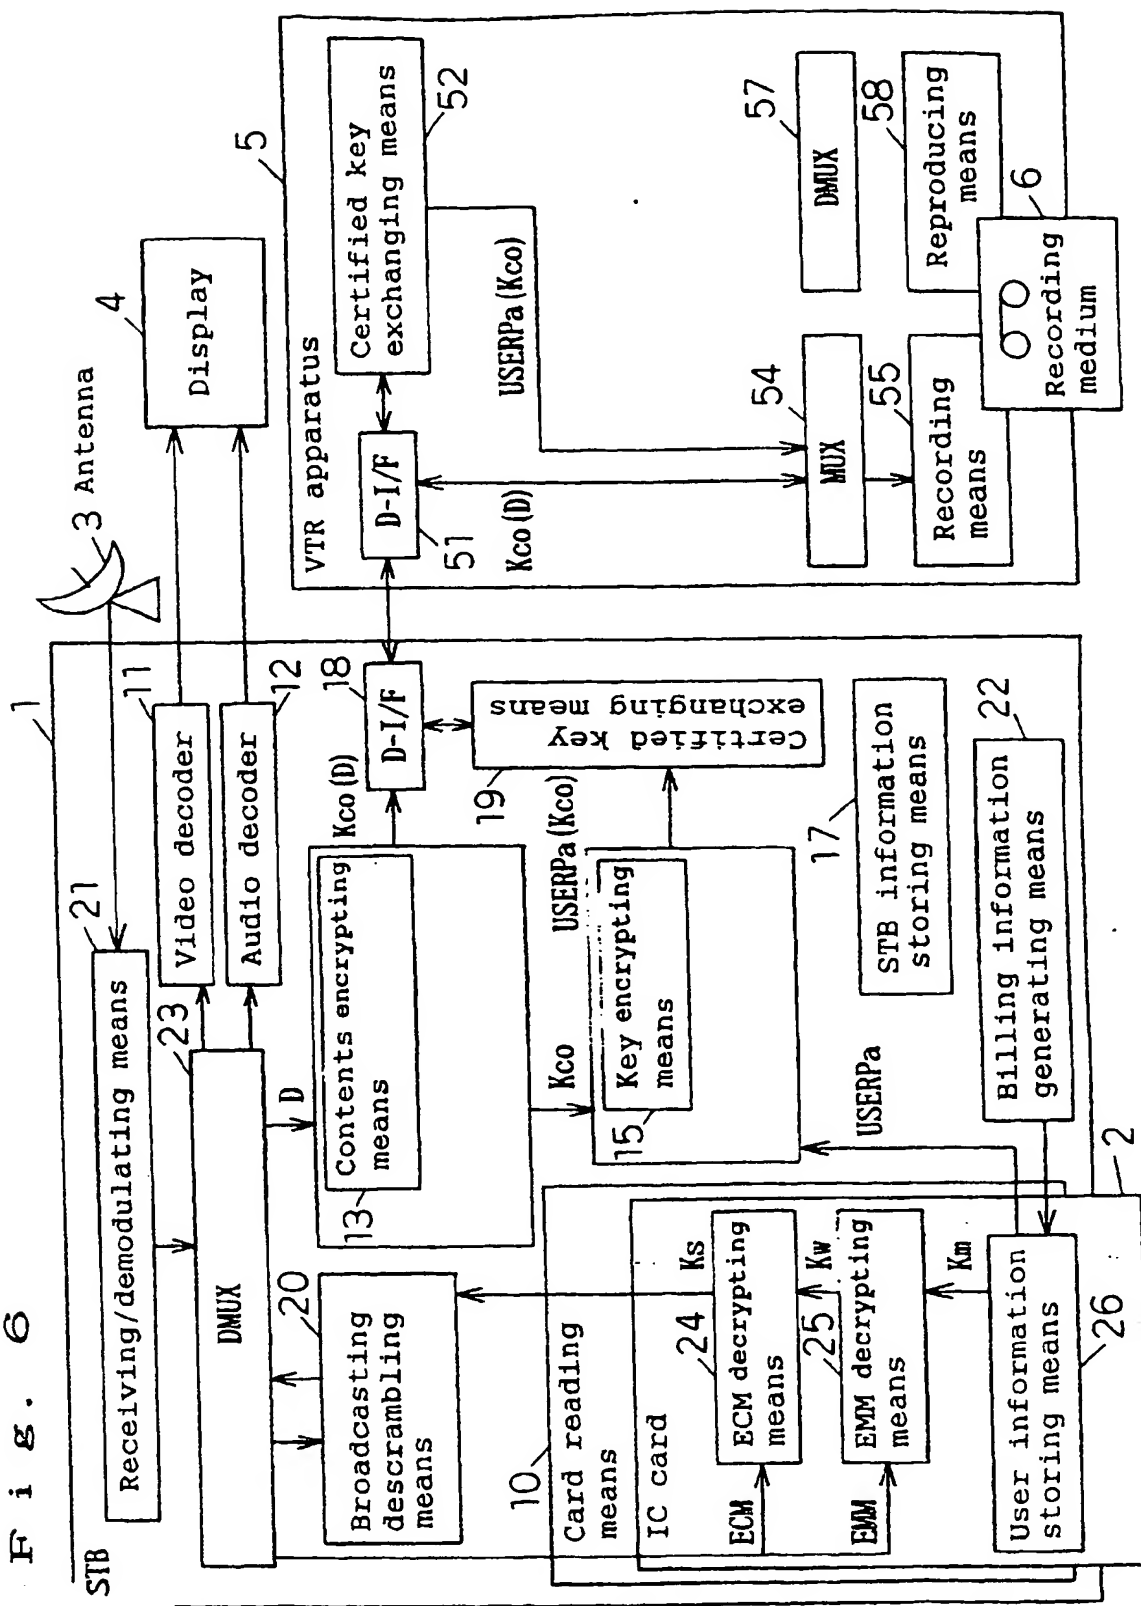 Fig. 6
STB
1
21
Receiving/demodulating means
3 Antenna
4
Display
23
DMUX
11
Video decoder
12
Audio decoder
20
Broadcasting
descrambling
means
D
13
Contents encrypting
means
Kco(D)
18
D-I/F
19
Certified key
exchanging means
Kco
USERPa(Kco)
15
Key encrypting
means
USERPa
17
STB information
storing means
22
Billing information
generating means
10
Card reading
means
IC card
2
Ks
24
ECM decrypting
means
ECM
Kw
25
EMM decrypting
means
EMM
Km
User information
storing means
26
5
VTR apparatus
51
D-I/F
52
Certified key
exchanging means
USERPa(Kco)
Kco(D)
54
MUX
57
DMUX
55
Recording
means
58
Reproducing
means
6
Recording
medium